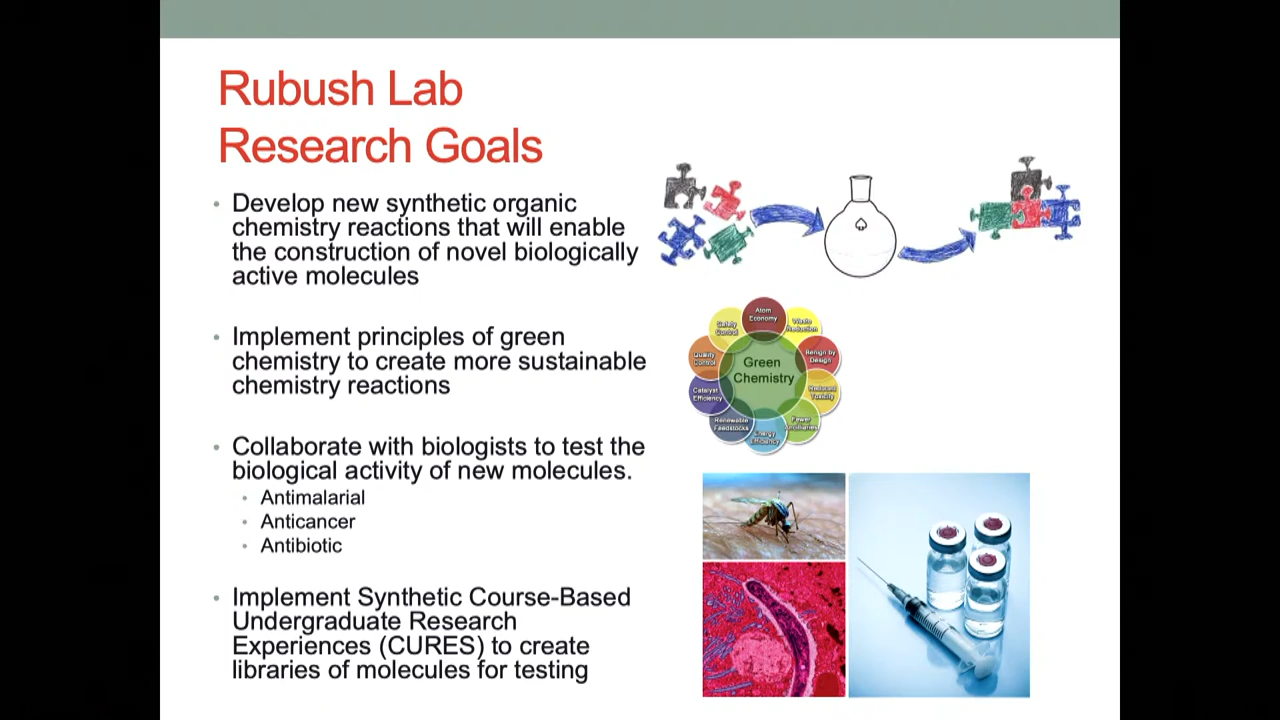 Rubush Lab
Research Goals
• Develop new synthetic organic
chemistry reactions that will enable
the construction of novel biologically
active molecules
• Implement principles of green
chemistry to create more sustainable
chemistry reactions
• Collaborate with biologists to test the
biological activity of new molecules.
• Antimalarial
• Anticancer
• Antibiotic
• Implement Synthetic Course-Based
Undergraduate Research
Experiences (CURES) to create
libraries of molecules for testing
Atom
Economy
Waste
Reduction
Benign by
Design
Reduced
Toxicity
Fewer
Energy
Efficiency
Renewable
Feedstocks
Catalyst
Efficiency
Quality
Control
Safety
Control
Green
Chemistry